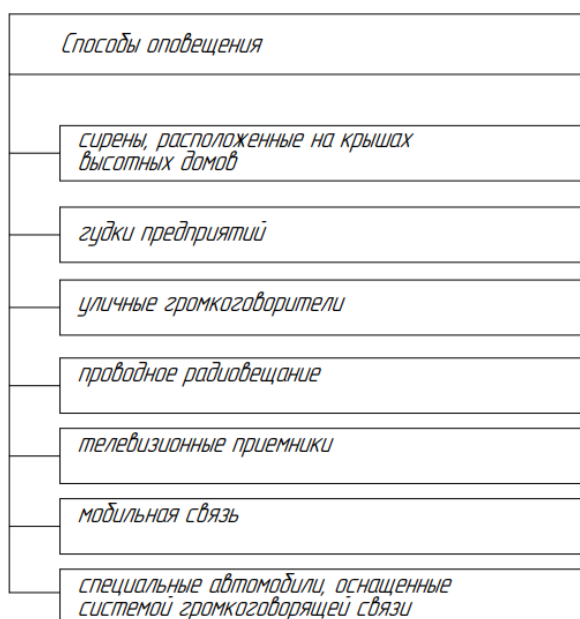 Способы оповещения
сирены, расположенные на крышах
высотных домов
гудки предприятий
уличные громкоговорители
проводное радиовещание
телевизионные приемники
мобильная связь
специальные автомобили, оснащенные
системой громкоговорящей связи